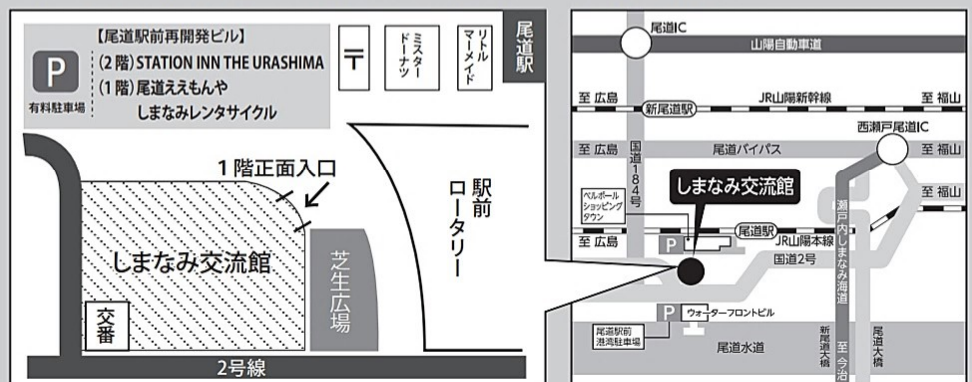 【尾道駅前再開発ビル】
(2階)STATION INN THE URASHIMA
(1階)尾道ええもんや
しまなみレンタサイクル
P
有料駐車場
〒
ミスター
ドーナツ
リトル
マーメイド
尾道駅
1階正面入口
しまなみ交流館
交番
芝生広場
駅前
ロータリー
2号線
尾道IC
山陽自動車道
至 広島
JR山陽新幹線
至 福山
新尾道駅
西瀬戸尾道IC
至 広島
尾道バイパス
至 福山
国道184号
しまなみ交流館
至 福山
ベルポール
ショッピング
タウン
尾道駅
至 広島
P
JR山陽本線
国道2号
瀬戸内しまなみ海道
P
ウォーターフロントビル
尾道駅前
港湾駐車場
尾道水道
新尾道大橋
至 今治
尾道大橋